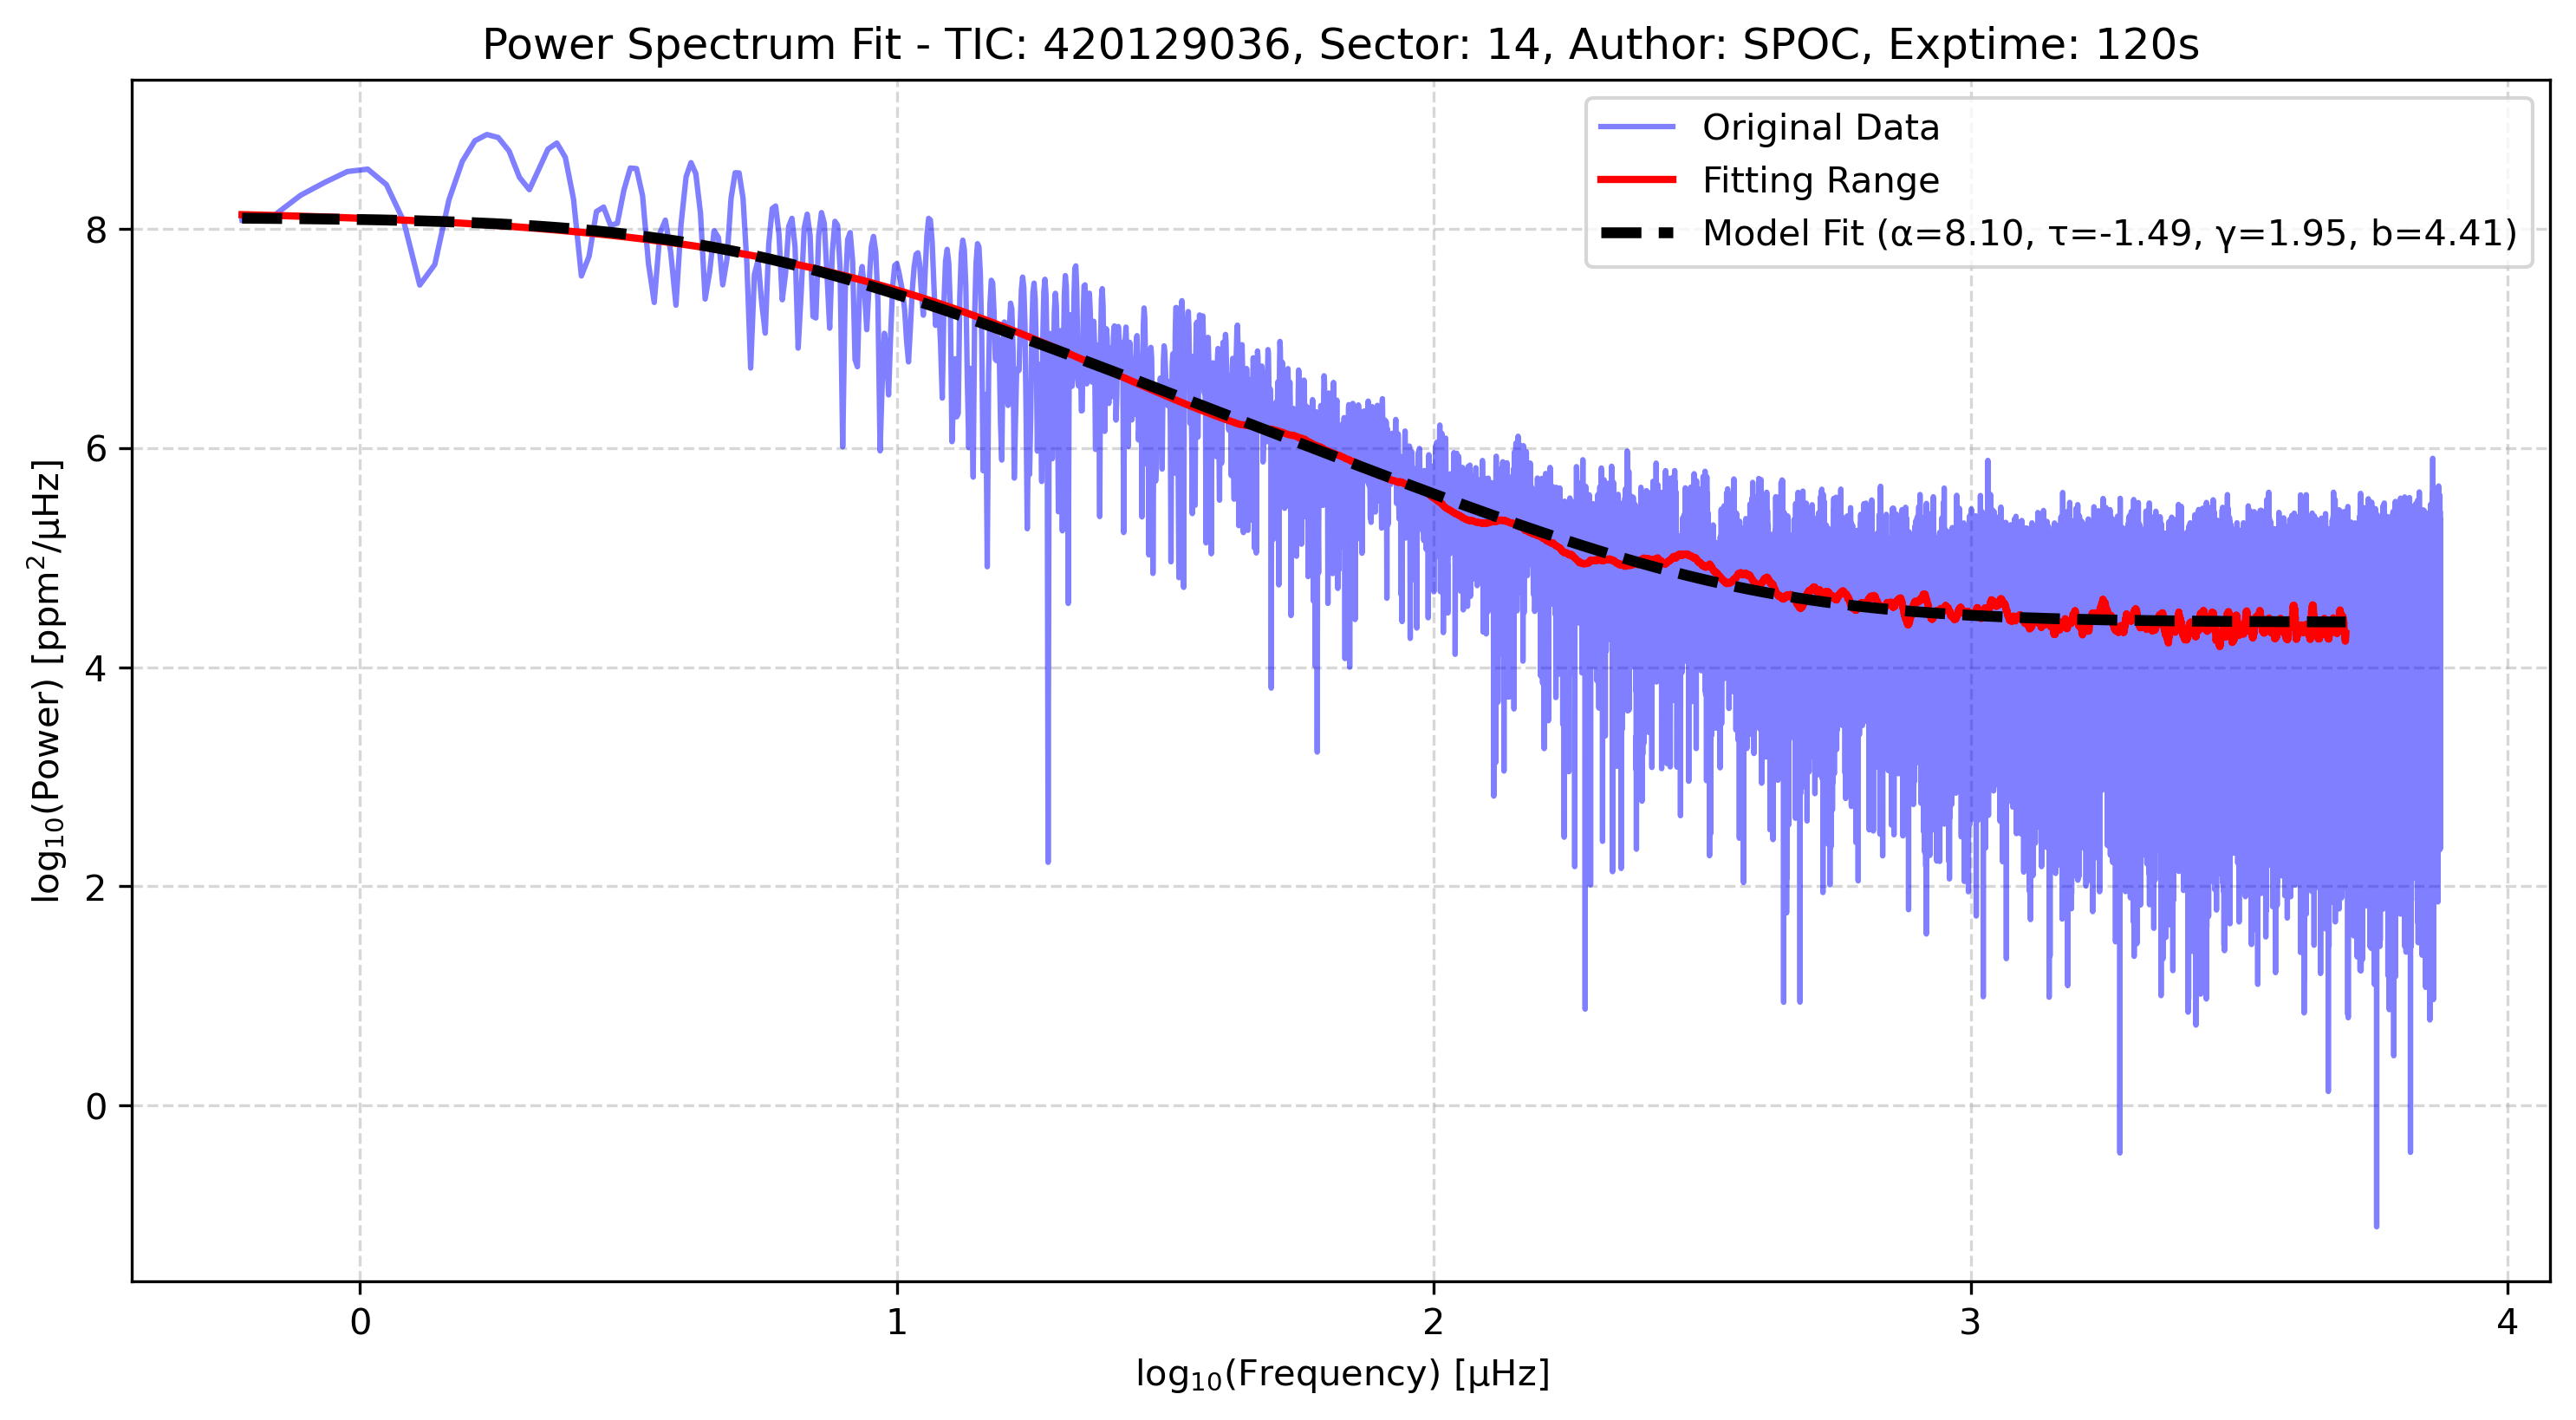 Power Spectrum Fit - TIC: 420129036, Sector: 14, Author: SPOC, Exptime: 120s
Original Data
Fitting Range
Model Fit (α=8.10, τ=-1.49, γ=1.95, b=4.41)
log₁₀(Power) [ppm²/μHz]
8
6
4
2
0
0 1 2 3 4
log₁₀(Frequency) [μHz]